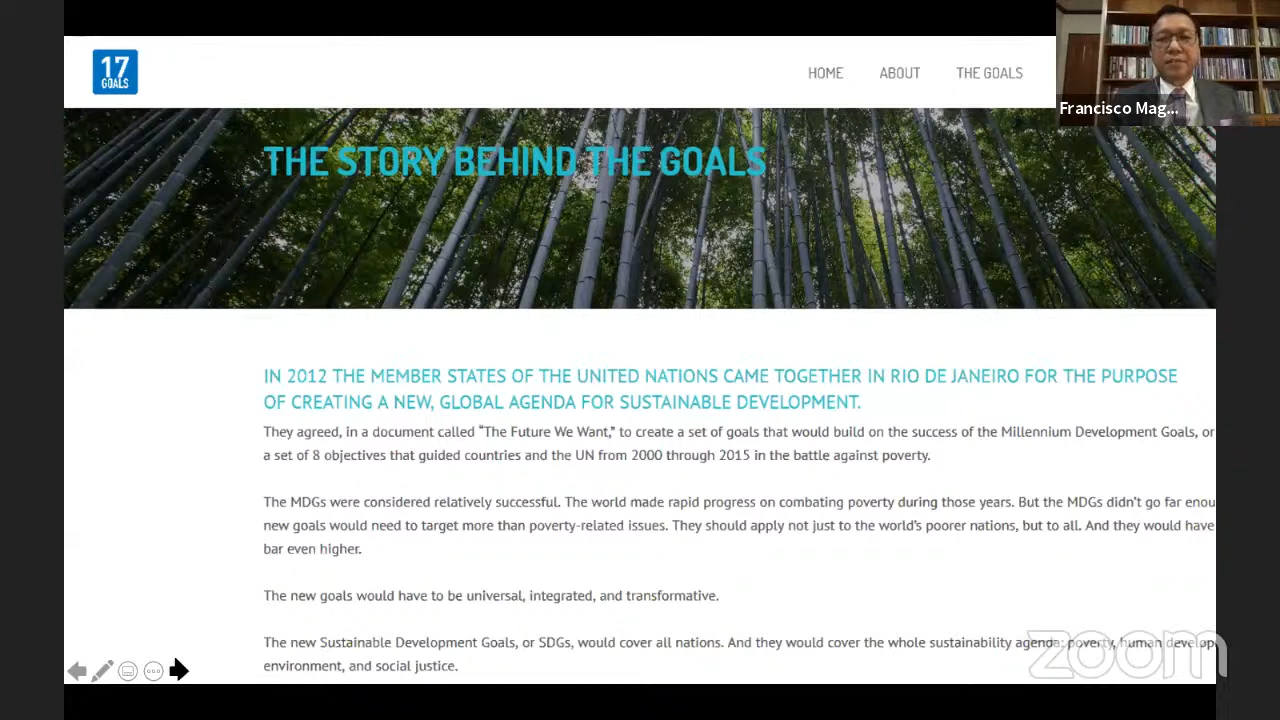 17
GOALS
HOME
ABOUT
THE GOALS
Francisco Mag...
THE STORY BEHIND THE GOALS
IN 2012 THE MEMBER STATES OF THE UNITED NATIONS CAME TOGETHER IN RIO DE JANEIRO FOR THE PURPOSE
OF CREATING A NEW, GLOBAL AGENDA FOR SUSTAINABLE DEVELOPMENT.
They agreed, in a document called “The Future We Want,” to create a set of goals that would build on the success of the Millennium Development Goals, or
a set of 8 objectives that guided countries and the UN from 2000 through 2015 in the battle against poverty.
The MDGs were considered relatively successful. The world made rapid progress on combating poverty during those years. But the MDGs didn’t go far enou
new goals would need to target more than poverty-related issues. They should apply not just to the world’s poorer nations, but to all. And they would have
bar even higher.
The new goals would have to be universal, integrated, and transformative.
The new Sustainable Development Goals, or SDGs, would cover all nations. And they would cover the whole sustainability agenda: poverty, human develop
environment, and social justice.
zoom